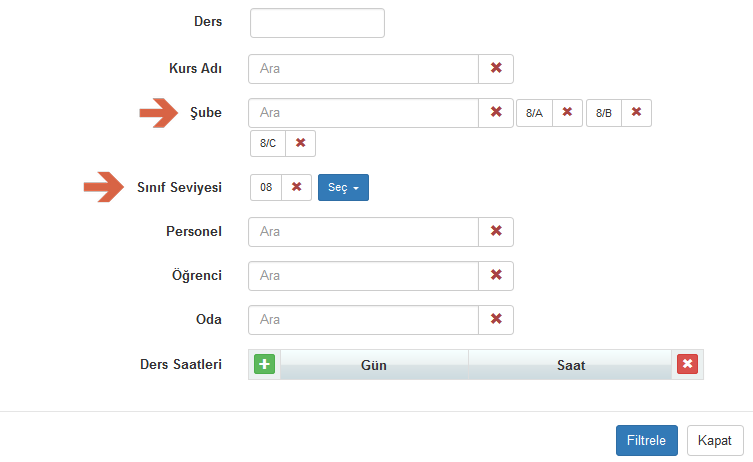 Ders
Kurs Adı Ara
Şube Ara 8/A 8/B
8/C
Sınıf Seviyesi 08 Seç
Personel Ara
Öğrenci Ara
Oda Ara
Ders Saatleri Gün Saat
Filtrele Kapat